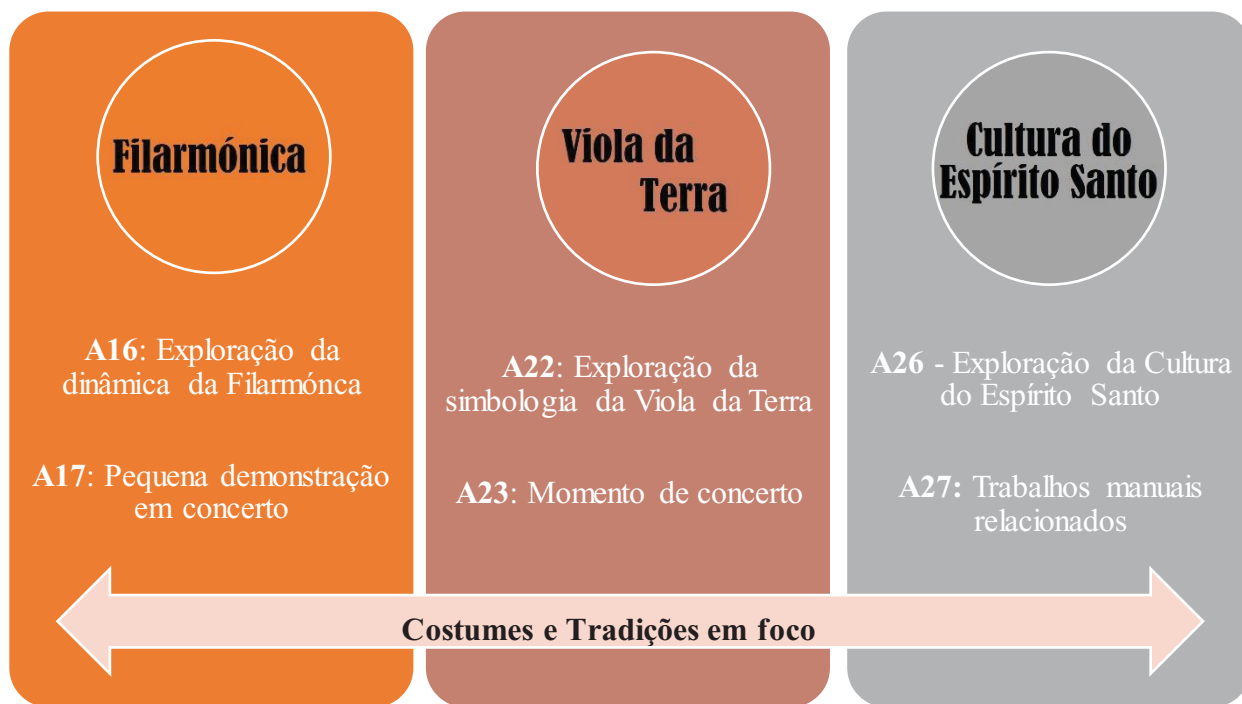 Filarmónica
A16: Exploração da
dinâmica da Filarmónca
A17: Pequena demonstração
em concerto
Viola da
Terra
A22: Exploração da
simbologia da Viola da Terra
A23: Momento de concerto
Cultura do
Espírito Santo
A26 - Exploração da Cultura
do Espírito Santo
A27: Trabalhos manuais
relacionados
Costumes e Tradições em foco